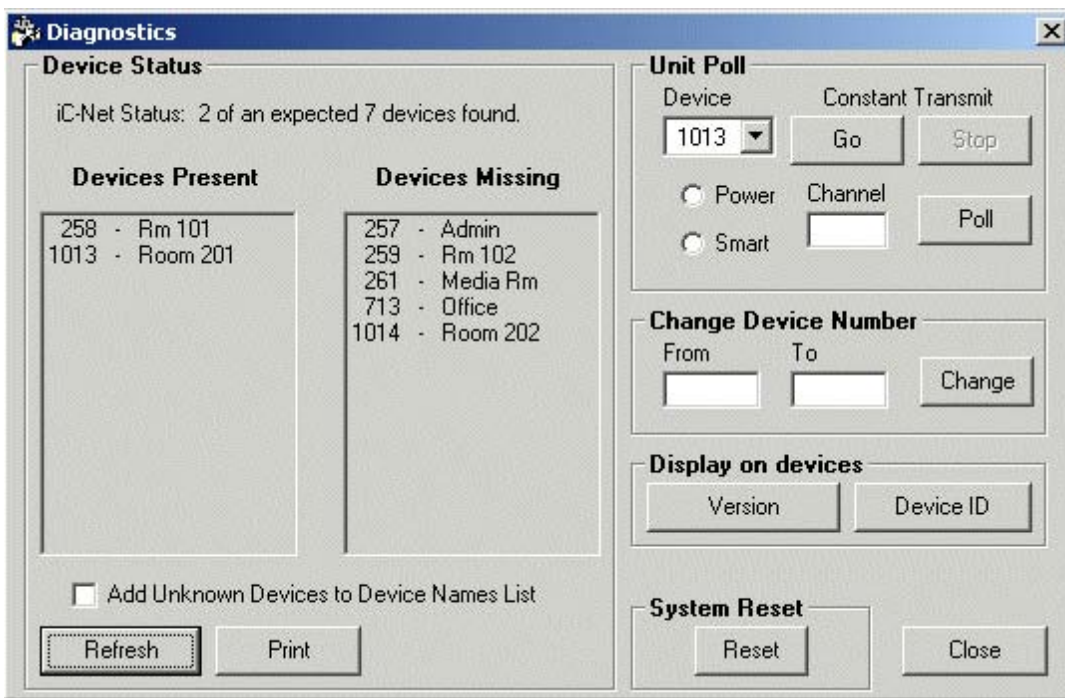 Diagnostics
Device Status
iC-Net Status: 2 of an expected 7 devices found.
Devices Present
258 - Rm 101
1013 - Room 201
Devices Missing
257 - Admin
259 - Rm 102
261 - Media Rm
713 - Office
1014 - Room 202
Add Unknown Devices to Device Names List
Refresh Print
Unit Poll
Device Constant Transmit
1013 Go Stop
Power Channel
Smart Poll
Change Device Number
From To
Change
Display on devices
Version Device ID
System Reset
Reset Close